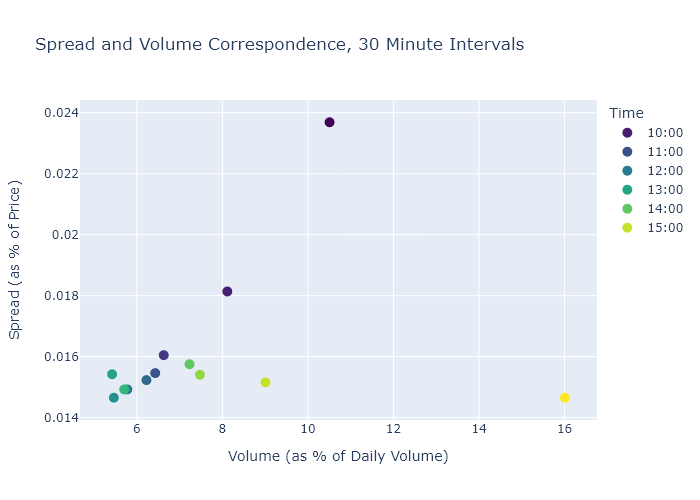 Spread and Volume Correspondence, 30 Minute Intervals
Time
10:00
11:00
12:00
13:00
14:00
15:00
Spread (as % of Price)
0.024
0.022
0.02
0.018
0.016
0.014
6 8 10 12 14 16
Volume (as % of Daily Volume)